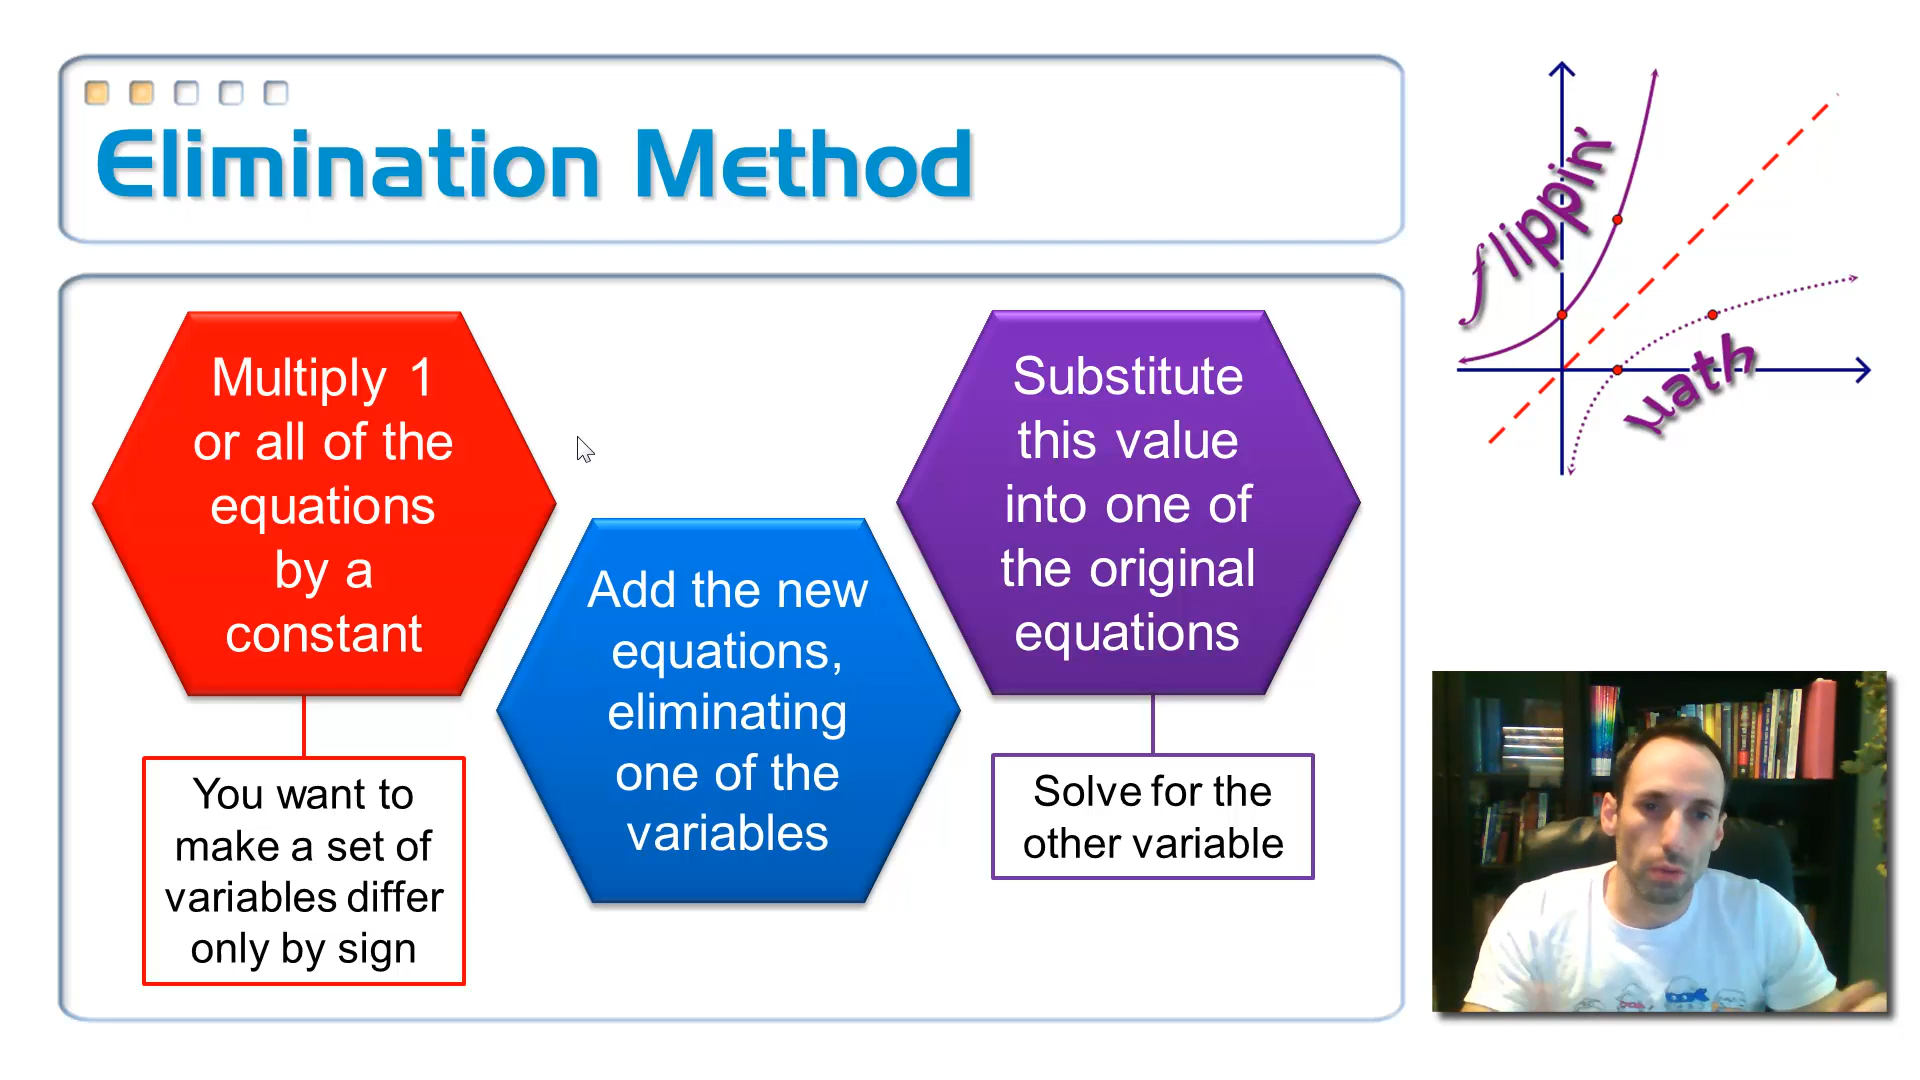 Elimination Method
flippin'
math
Multiply 1
or all of the
equations
by a
constant
You want to
make a set of
variables differ
only by sign
Add the new
equations,
eliminating
one of the
variables
Substitute
this value
into one of
the original
equations
Solve for the
other variable